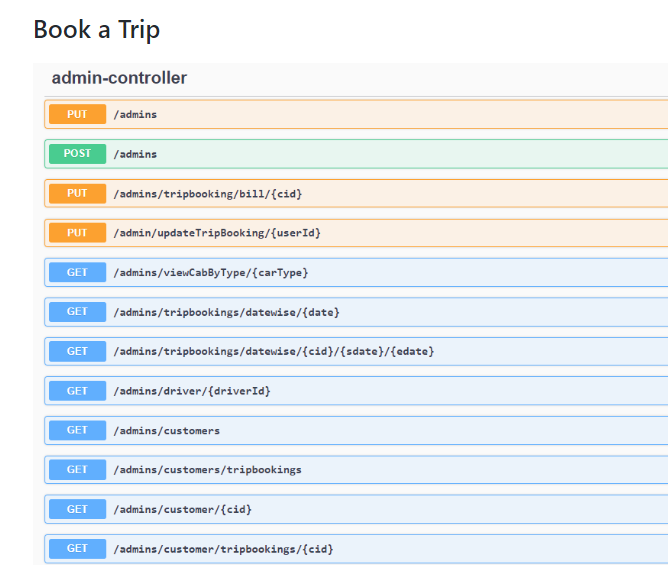 Book a Trip
admin-controller
PUT /admins
POST /admins
PUT /admins/tripbooking/bill/{cid}
PUT /admin/updateTripBooking/{userId}
GET /admins/viewCabByType/{carType}
GET /admins/tripbookings/datewise/{date}
GET /admins/tripbookings/datewise/{cid}/{sdate}/{edate}
GET /admins/driver/{driverId}
GET /admins/customers
GET /admins/customers/tripbookings
GET /admins/customer/{cid}
GET /admins/customer/tripbookings/{cid}